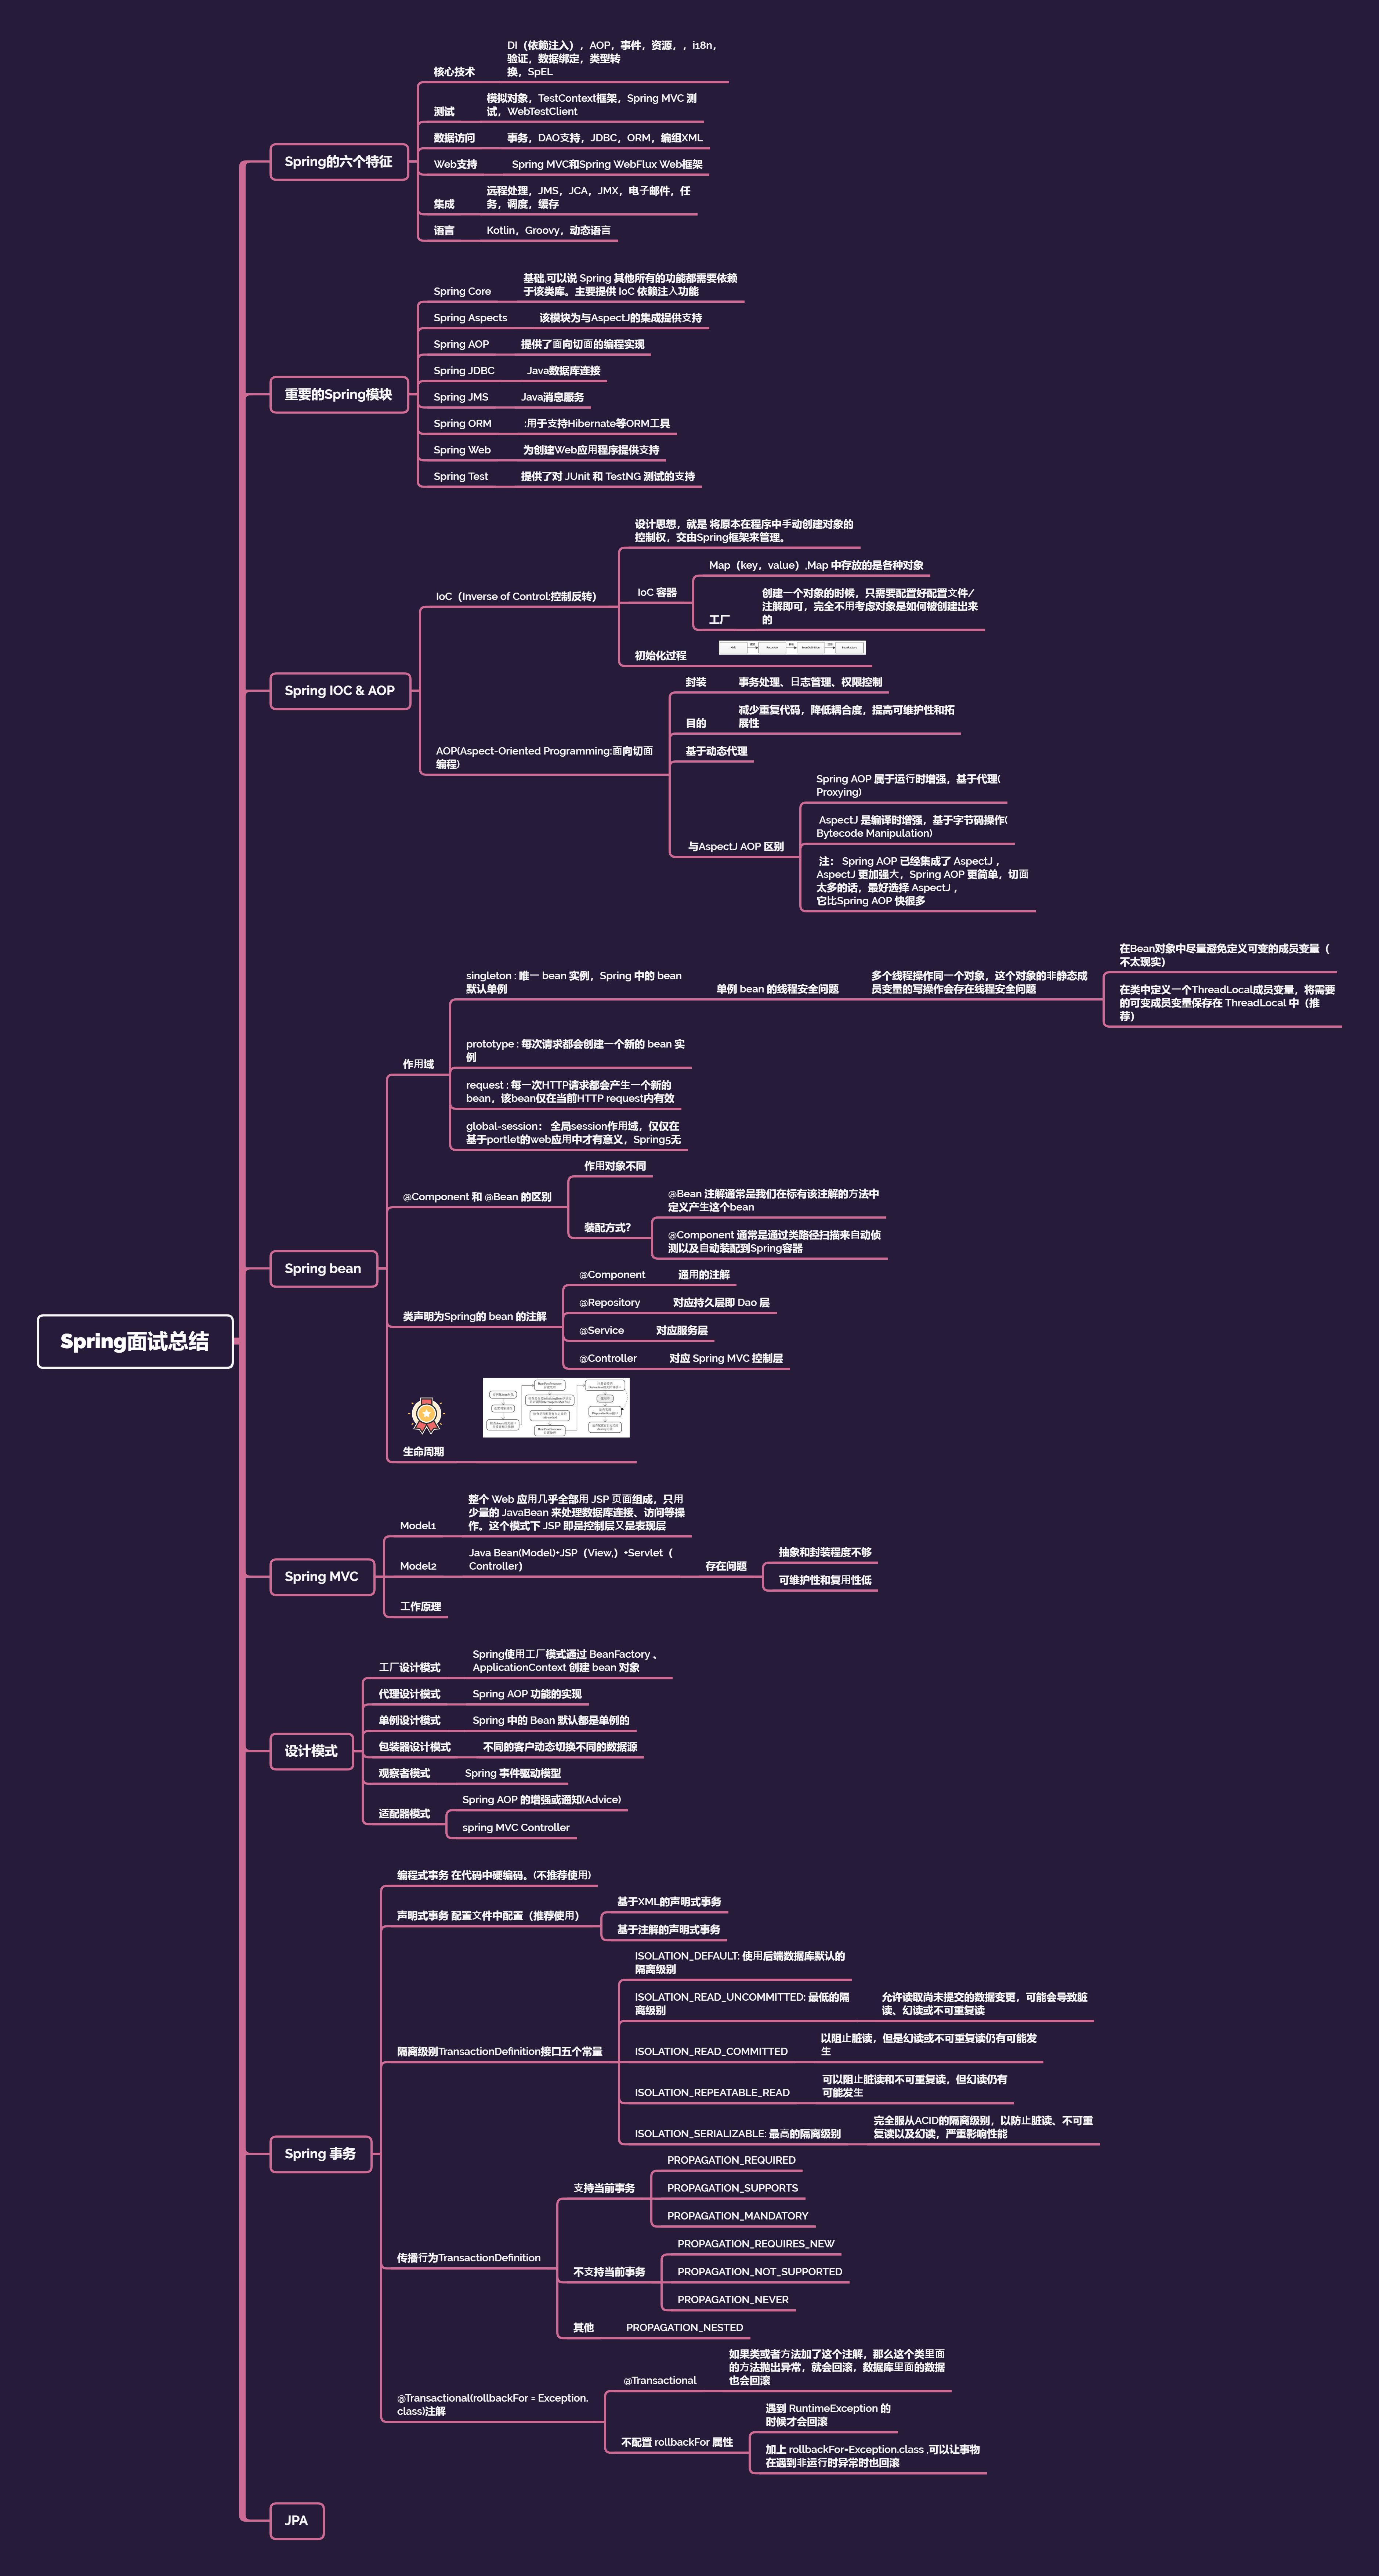 Spring面试总结
Spring的六个特征
核心技术
DI（依赖注入），AOP，事件，资源，，i18n，
验证，数据绑定，类型转
换，SpEL
测试
模拟对象，TestContext框架，Spring MVC 测
试，WebTestClient
数据访问
事务，DAO支持，JDBC，ORM，编组XML
Web支持
Spring MVC和Spring WebFlux Web框架
集成
远程处理，JMS，JCA，JMX，电子邮件，任
务，调度，缓存
语言
Kotlin，Groovy，动态语言
重要的Spring模块
Spring Core
基础,可以说 Spring 其他所有的功能都需要依赖
于该类库。主要提供 IoC 依赖注入功能
Spring Aspects
该模块为与AspectJ的集成提供支持
Spring AOP
提供了面向切面的编程实现
Spring JDBC
Java数据库连接
Spring JMS
Java消息服务
Spring ORM
:用于支持Hibernate等ORM工具
Spring Web
为创建Web应用程序提供支持
Spring Test
提供了对 JUnit 和 TestNG 测试的支持
Spring IOC & AOP
IoC（Inverse of Control:控制反转）
设计思想，就是 将原本在程序中手动创建对象的
控制权，交由Spring框架来管理。
IoC 容器
Map（key，value）,Map 中存放的是各种对象
工厂
创建一个对象的时候，只需要配置好配置文件/
注解即可，完全不用考虑对象是如何被创建出来
的
初始化过程
AOP(Aspect-Oriented Programming:面向切面
编程)
封装
事务处理、日志管理、权限控制
目的
减少重复代码，降低耦合度，提高可维护性和拓
展性
基于动态代理
与AspectJ AOP 区别
Spring AOP 属于运行时增强，基于代理(
Proxying)
AspectJ 是编译时增强，基于字节码操作(
Bytecode Manipulation)
注： Spring AOP 已经集成了 AspectJ ，
AspectJ 更加强大，Spring AOP 更简单，切面
太多的话，最好选择 AspectJ ，
它比Spring AOP 快很多
Spring bean
作用域
singleton : 唯一 bean 实例，Spring 中的 bean
默认单例
单例 bean 的线程安全问题
多个线程操作同一个对象，这个对象的非静态成
员变量的写操作会存在线程安全问题
在Bean对象中尽量避免定义可变的成员变量（
不太现实）
在类中定义一个ThreadLocal成员变量，将需要
的可变成员变量保存在 ThreadLocal 中（推
荐）
prototype : 每次请求都会创建一个新的 bean 实
例
request : 每一次HTTP请求都会产生一个新的
bean，该bean仅在当前HTTP request内有效
global-session： 全局session作用域，仅仅在
基于portlet的web应用中才有意义，Spring5无
@Component 和 @Bean 的区别
作用对象不同
装配方式?
@Bean 注解通常是我们在标有该注解的方法中
定义产生这个bean
@Component 通常是通过类路径扫描来自动侦
测以及自动装配到Spring容器
类声明为Spring的 bean 的注解
@Component
通用的注解
@Repository
对应持久层即 Dao 层
@Service
对应服务层
@Controller
对应 Spring MVC 控制层
生命周期
Spring MVC
Model1
整个 Web 应用几乎全部用 JSP 页面组成，只用
少量的 JavaBean 来处理数据库连接、访问等操
作。这个模式下 JSP 即是控制层又是表现层
Model2
Java Bean(Model)+JSP（View,）+Servlet（
Controller）
存在问题
抽象和封装程度不够
可维护性和复用性低
工作原理
设计模式
工厂设计模式
Spring使用工厂模式通过 BeanFactory 、
ApplicationContext 创建 bean 对象
代理设计模式
Spring AOP 功能的实现
单例设计模式
Spring 中的 Bean 默认都是单例的
包装器设计模式
不同的客户动态切换不同的数据源
观察者模式
Spring 事件驱动模型
适配器模式
Spring AOP 的增强或通知(Advice)
spring MVC Controller
Spring 事务
编程式事务 在代码中硬编码。(不推荐使用)
声明式事务 配置文件中配置（推荐使用）
基于XML的声明式事务
基于注解的声明式事务
隔离级别TransactionDefinition接口五个常量
ISOLATION_DEFAULT: 使用后端数据库默认的
隔离级别
ISOLATION_READ_UNCOMMITTED: 最低的隔
离级别
允许读取尚未提交的数据变更，可能会导致脏
读、幻读或不可重复读
ISOLATION_READ_COMMITTED
以阻止脏读，但是幻读或不可重复读仍有可能发
生
ISOLATION_REPEATABLE_READ
可以阻止脏读和不可重复读，但幻读仍有
可能发生
ISOLATION_SERIALIZABLE: 最高的隔离级别
完全服从ACID的隔离级别，以防止脏读、不可重
复读以及幻读，严重影响性能
传播行为TransactionDefinition
支持当前事务
PROPAGATION_REQUIRED
PROPAGATION_SUPPORTS
PROPAGATION_MANDATORY
不支持当前事务
PROPAGATION_REQUIRES_NEW
PROPAGATION_NOT_SUPPORTED
PROPAGATION_NEVER
其他
PROPAGATION_NESTED
@Transactional(rollbackFor = Exception.
class)注解
@Transactional
如果类或者方法加了这个注解，那么这个类里面
的方法抛出异常，就会回滚，数据库里面的数据
也会回滚
不配置 rollbackFor 属性
遇到 RuntimeException 的
时候才会回滚
加上 rollbackFor=Exception.class ,可以让事物
在遇到非运行时异常时也回滚
JPA